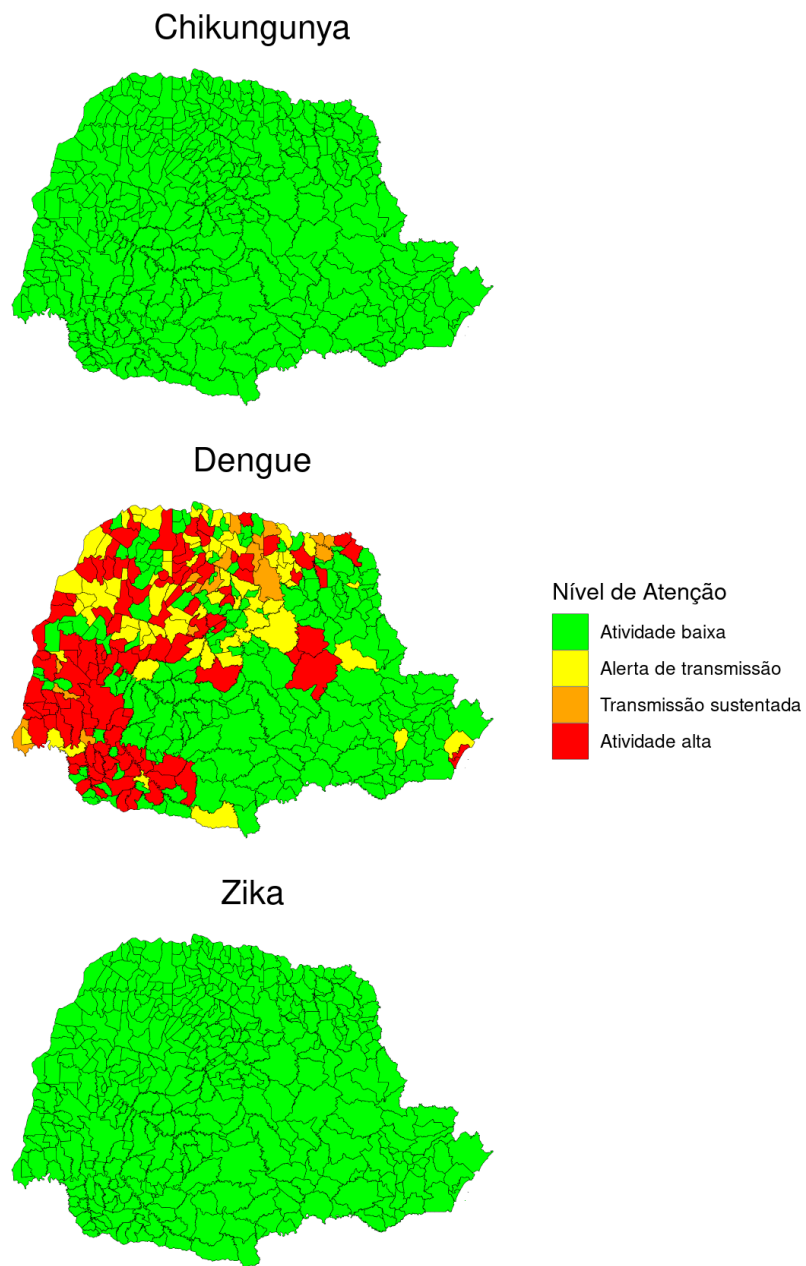 Chikungunya
Dengue
Nível de Atenção
Atividade baixa
Alerta de transmissão
Transmissão sustentada
Atividade alta
Zika